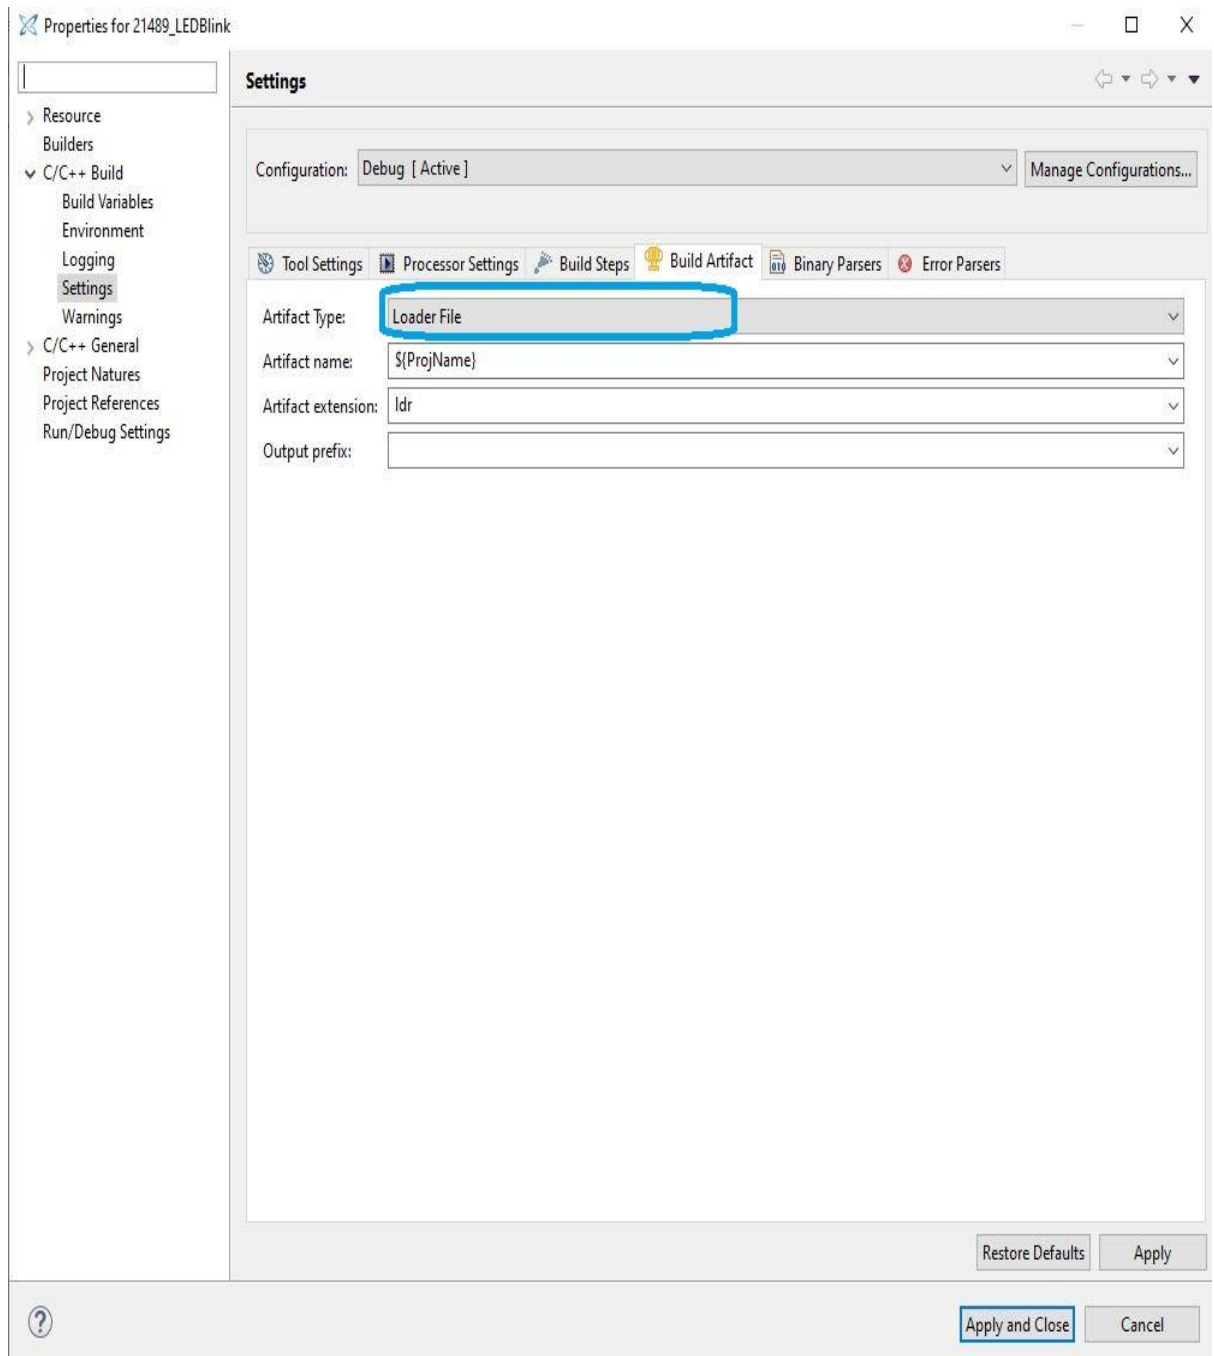 Properties for 21489_LEDBlink
Settings
Resource
Builders
C/C++ Build
Build Variables
Environment
Logging
Settings
Warnings
C/C++ General
Project Natures
Project References
Run/Debug Settings
Configuration: Debug [ Active ] Manage Configurations...
Tool Settings Processor Settings Build Steps Build Artifact Binary Parsers Error Parsers
Artifact Type: Loader File
Artifact name: ${ProjName}
Artifact extension: ldr
Output prefix:
Restore Defaults Apply
Apply and Close Cancel